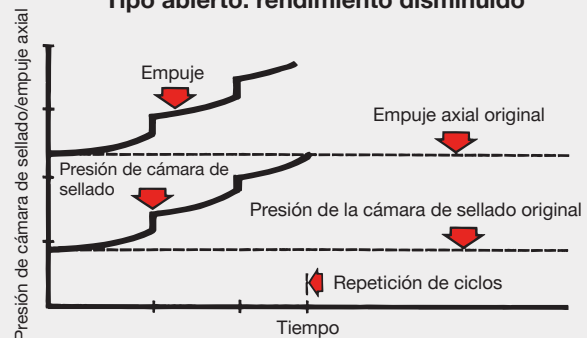 Tipo abierto: rendimiento disminuido
Presión de cámara de sellado/empuje axial
Empuje
Empuje axial original
Presión de cámara de
sellado
Presión de la cámara de sellado original
Repetición de ciclos
Tiempo